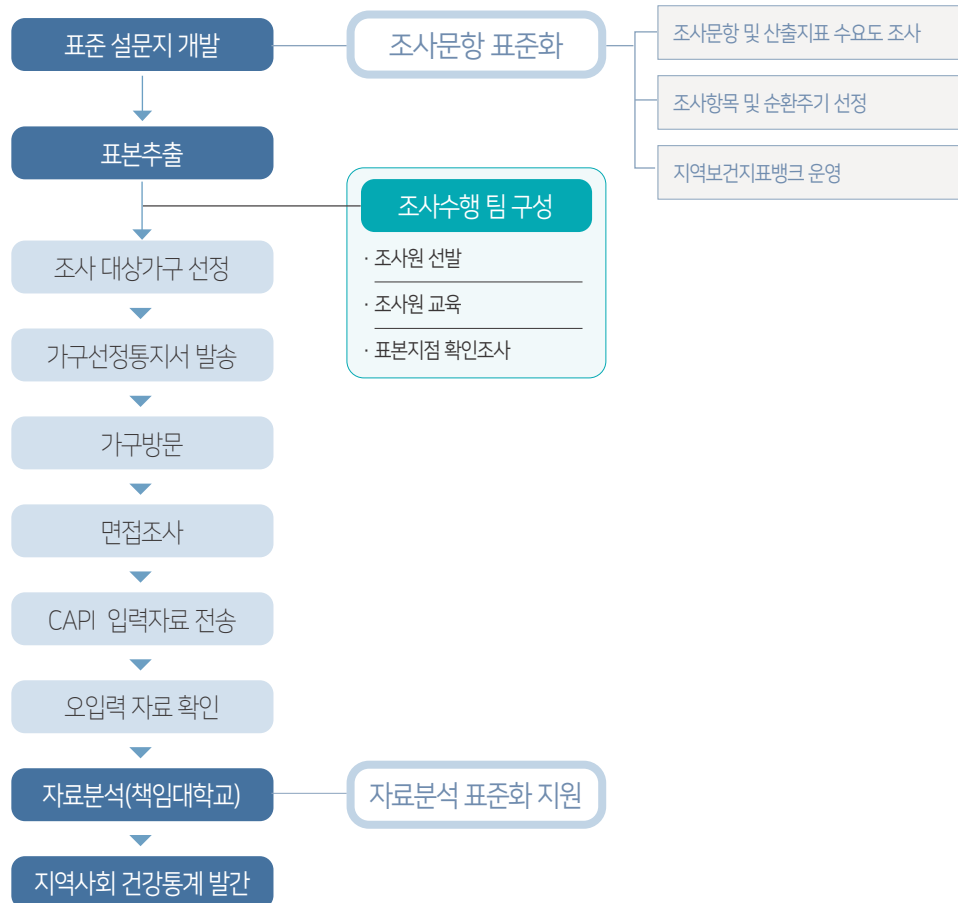 표준 설문지 개발
조사문항 표준화
조사문항 및 산출지표 수요도 조사
조사항목 및 순환주기 선정
지역보건지표뱅크 운영
표본추출
조사수행 팀 구성
· 조사원 선발
· 조사원 교육
· 표본지점 확인조사
조사 대상가구 선정
가구선정통지서 발송
가구방문
면접조사
CAPI 입력자료 전송
오입력 자료 확인
자료분석(책임대학교)
자료분석 표준화 지원
지역사회 건강통계 발간